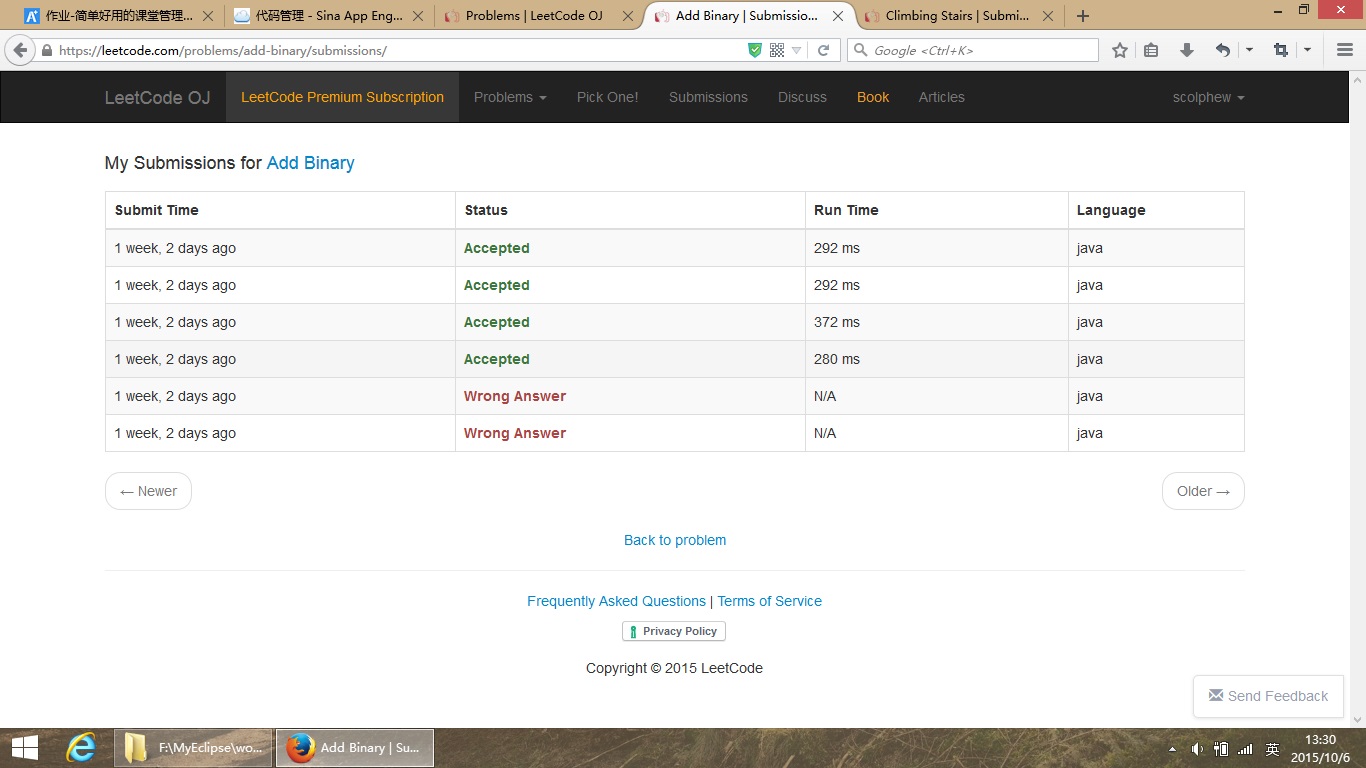 作业-简单好用的课堂管理...
代码管理 - Sina App Eng...
Problems | LeetCode OJ
Add Binary | Submissio...
Climbing Stairs | Submi...
https://leetcode.com/problems/add-binary/submissions/
Google <Ctrl+K>
LeetCode OJ
LeetCode Premium Subscription
Problems
Pick One!
Submissions
Discuss
Book
Articles
scolphew
My Submissions for Add Binary
Submit Time Status Run Time Language
1 week, 2 days ago Accepted 292 ms java
1 week, 2 days ago Accepted 292 ms java
1 week, 2 days ago Accepted 372 ms java
1 week, 2 days ago Accepted 280 ms java
1 week, 2 days ago Wrong Answer N/A java
1 week, 2 days ago Wrong Answer N/A java
← Newer
Older →
Back to problem
Frequently Asked Questions | Terms of Service
Privacy Policy
Copyright © 2015 LeetCode
Send Feedback
F:\MyEclipse\wo...
Add Binary | Su...
英
13:30
2015/10/6